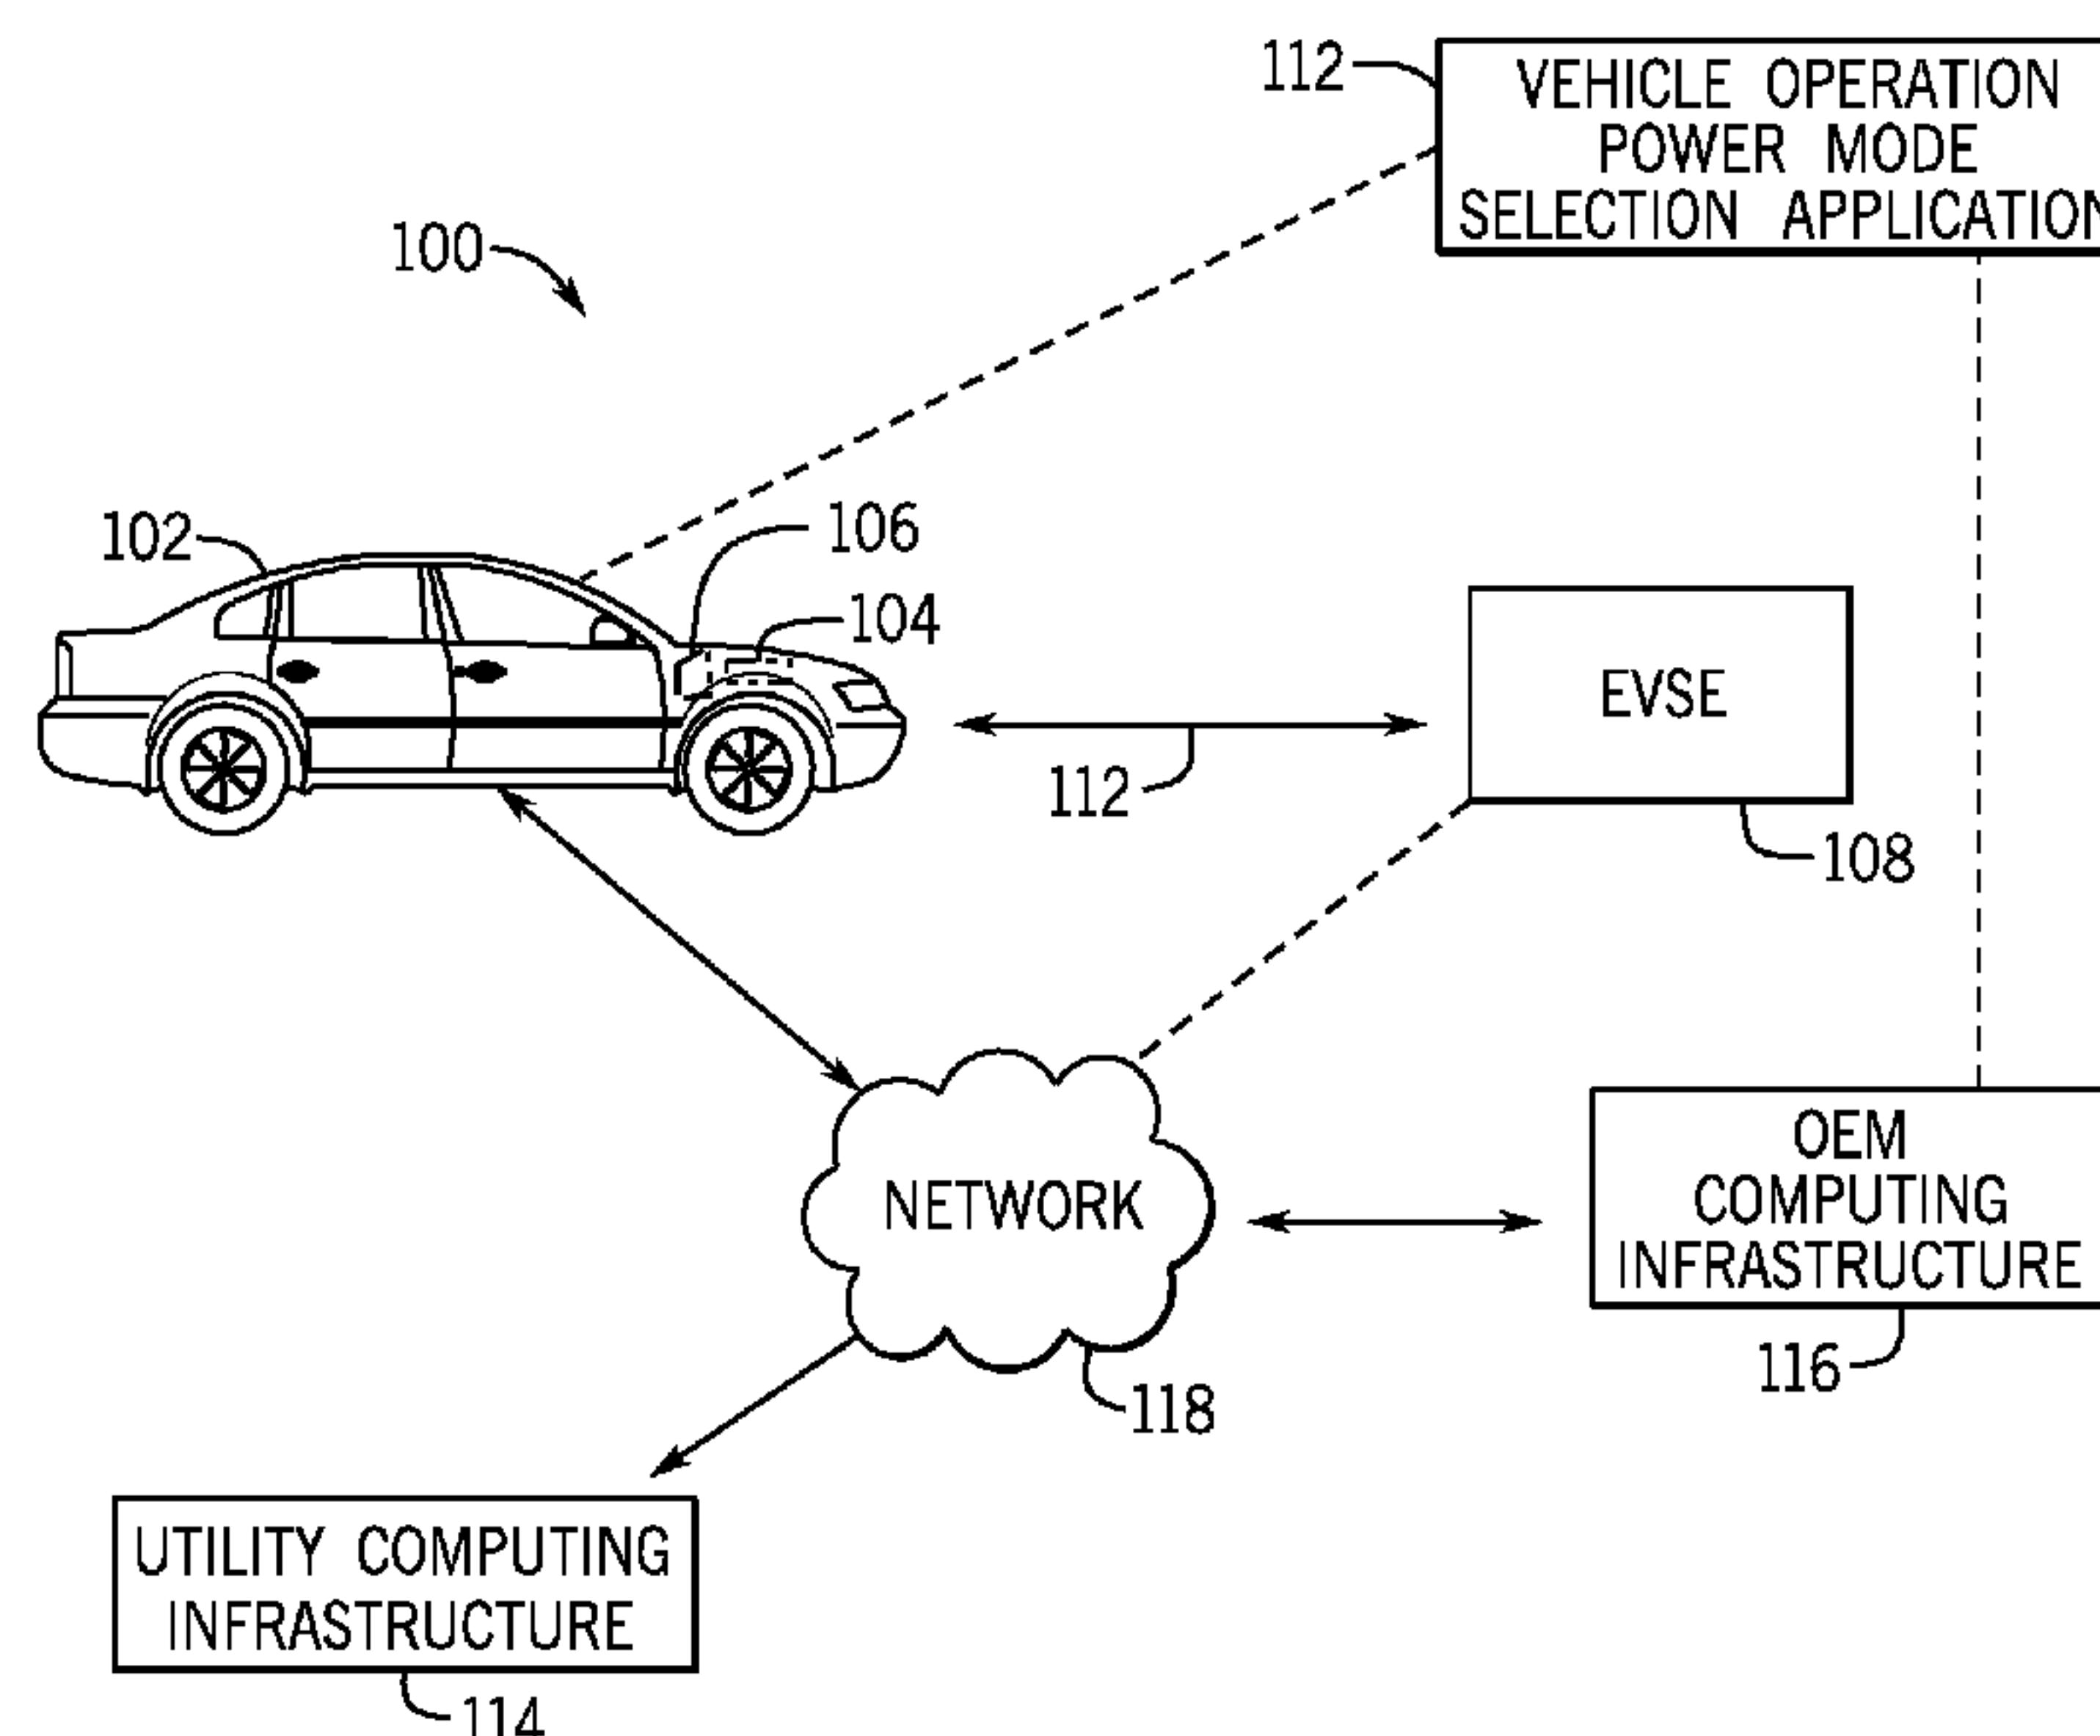 112
VEHICLE OPERATION
POWER MODE
SELECTION APPLICATION
100
102
106
104
EVSE
112
108
NETWORK
OEM
COMPUTING
INFRASTRUCTURE
116
118
UTILITY COMPUTING
INFRASTRUCTURE
114